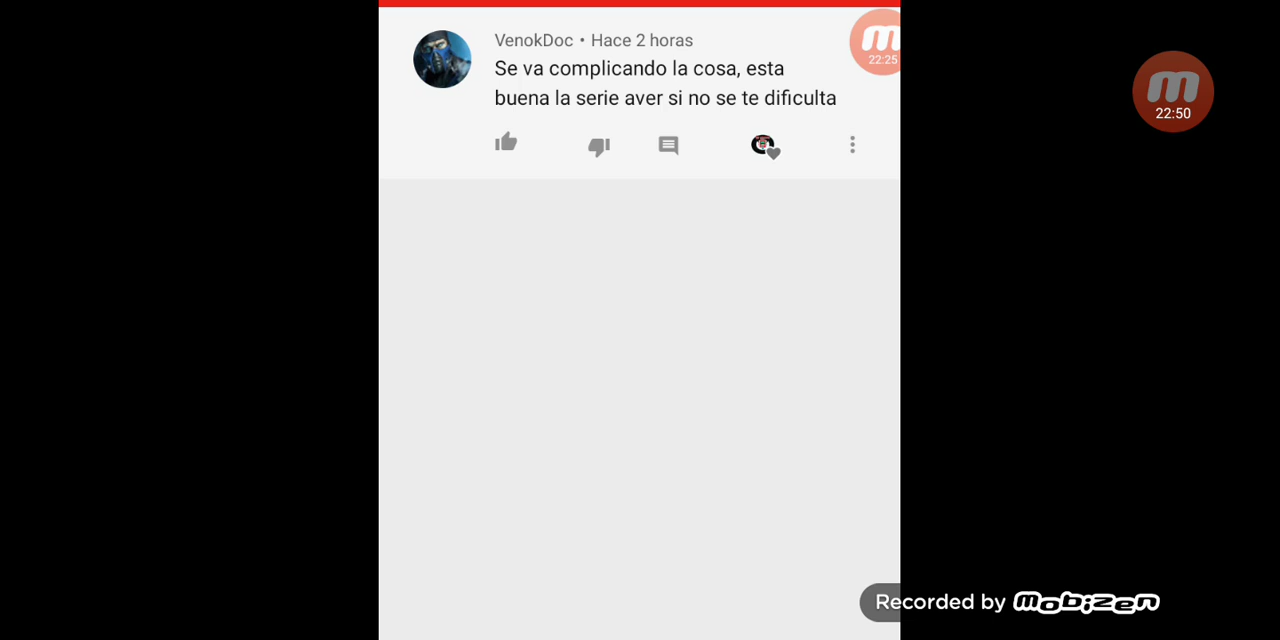 VenokDoc • Hace 2 horas
Se va complicando la cosa, esta
buena la serie aver si no se te dificulta
22:25
22:50
Recorded by mobizen